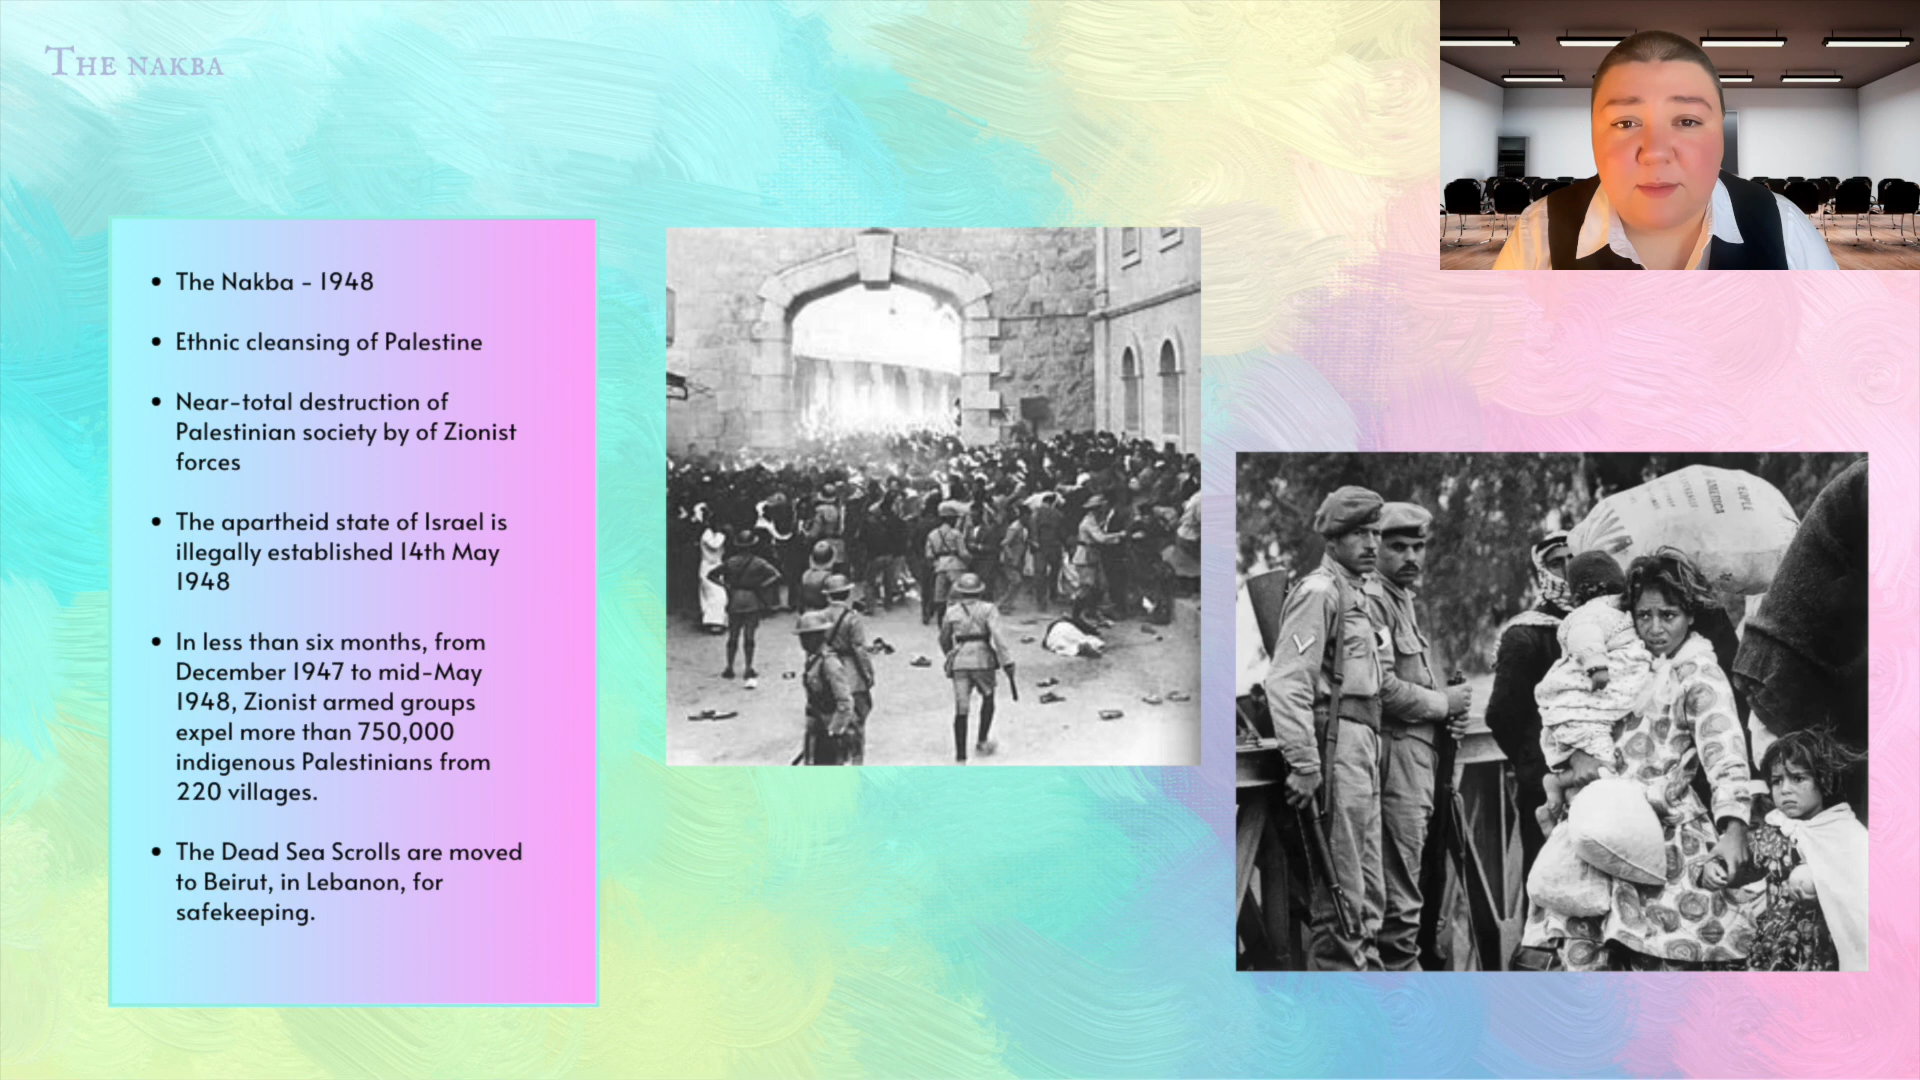 The nakba
• The Nakba - 1948
• Ethnic cleansing of Palestine
• Near-total destruction of
Palestinian society by of Zionist
forces
• The apartheid state of Israel is
illegally established 14th May
1948
• In less than six months, from
December 1947 to mid-May
1948, Zionist armed groups
expel more than 750,000
indigenous Palestinians from
220 villages.
• The Dead Sea Scrolls are moved
to Beirut, in Lebanon, for
safekeeping.
AMERICA